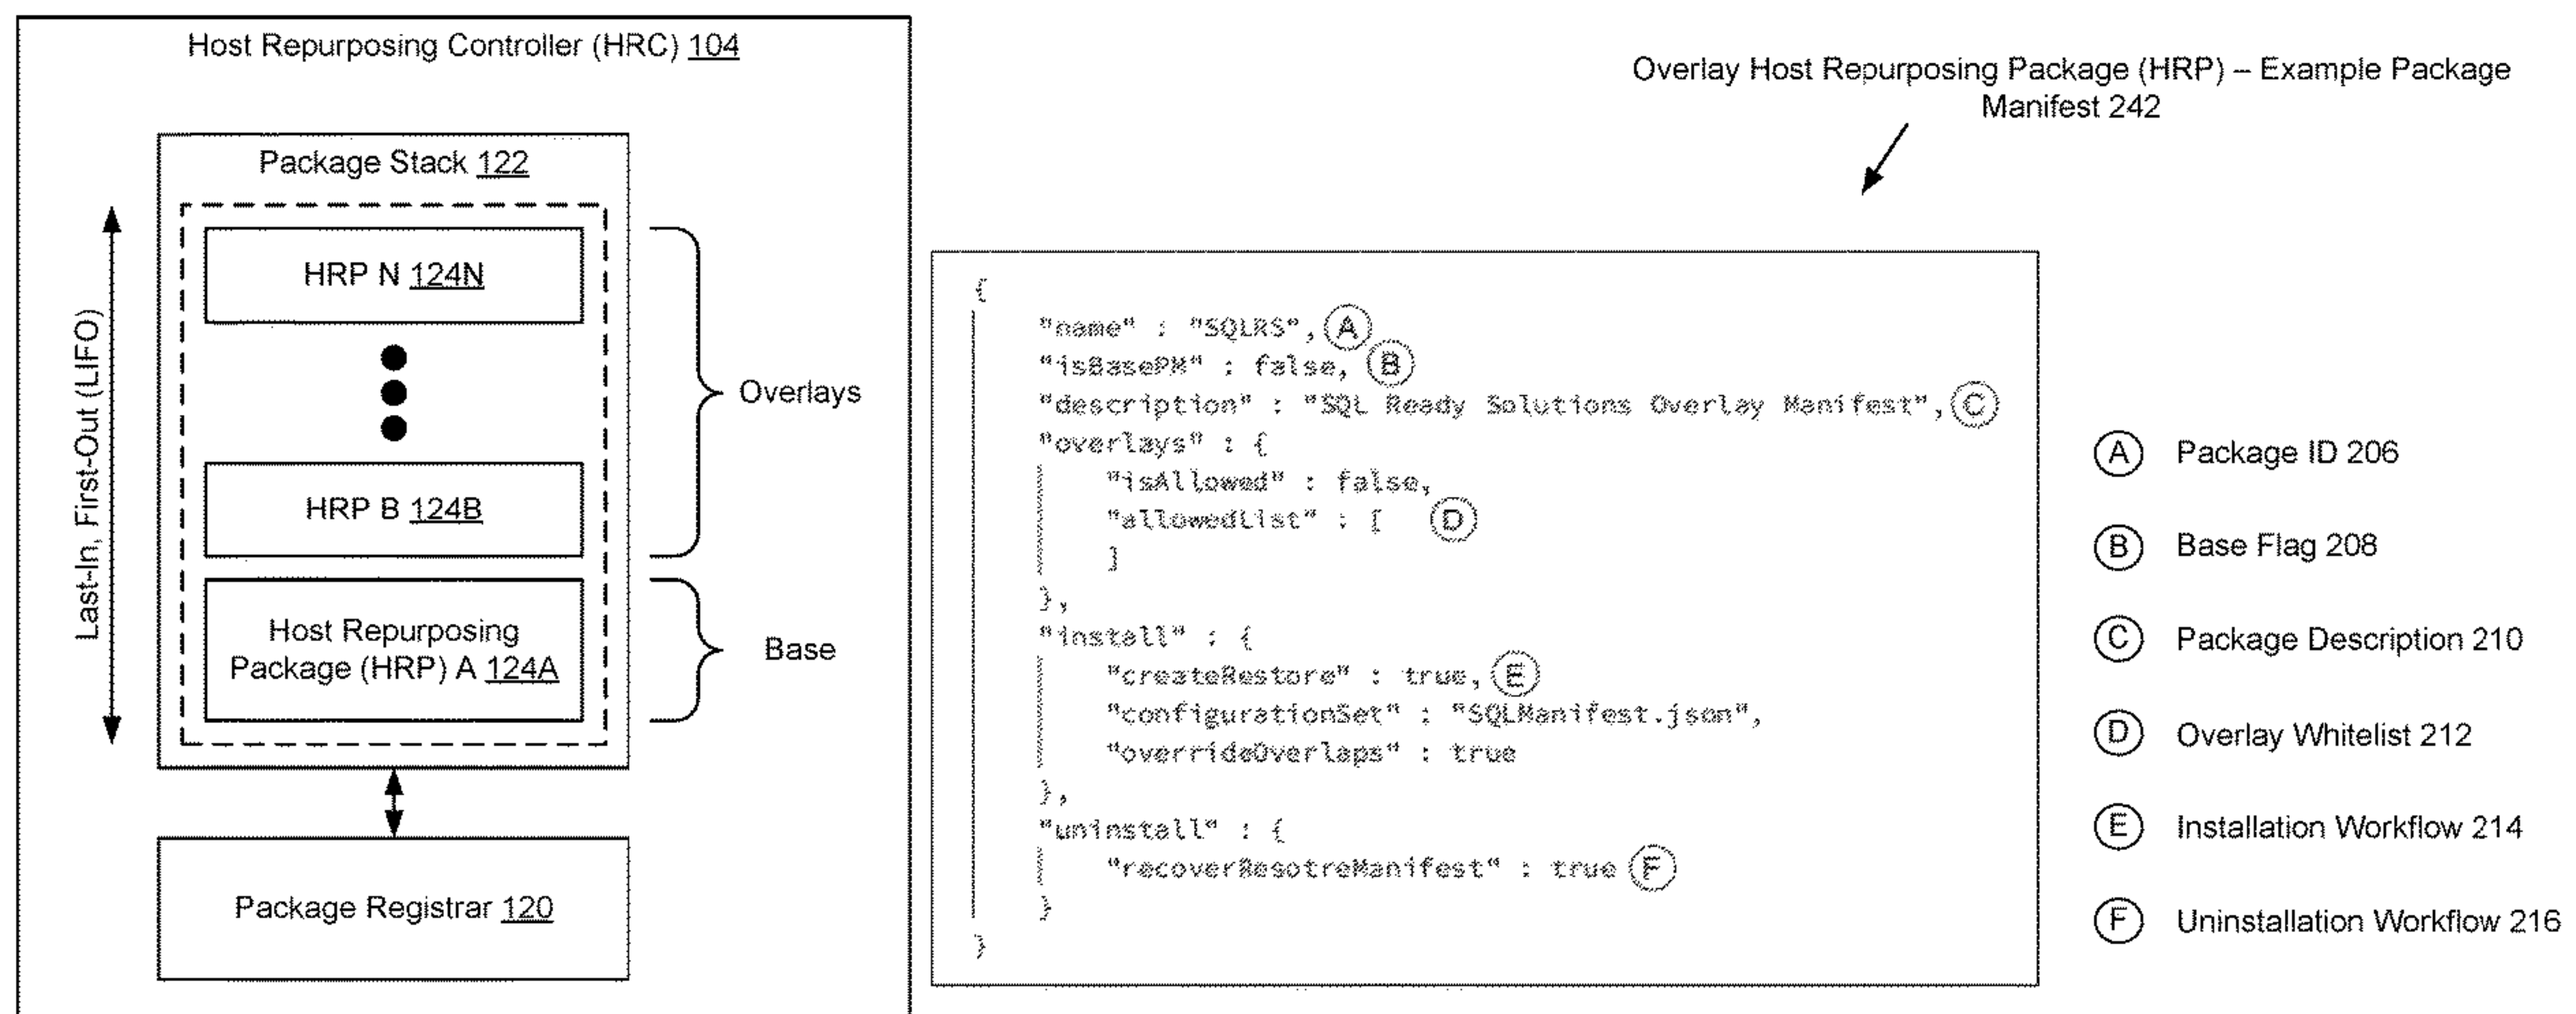 Host Repurposing Controller (HRC) 104
Package Stack 122
Last-In, First-Out (LIFO)
HRP N 124N
HRP B 124B
Overlays
Host Repurposing
Package (HRP) A 124A
Base
Package Registrar 120
Overlay Host Repurposing Package (HRP) – Example Package
Manifest 242
{
"name" : "SQLRS", A
"isBasePM" : false, B
"description" : "SQL Ready Solutions Overlay Manifest", C
"overlays" : {
"isAllowed" : false,
"allowedList" : [ D
]
},
"install" : {
"createRestore" : true, E
"configurationSet" : "SQLManifest.json",
"overrideOverlaps" : true
},
"uninstall" : {
"recoverResotreManifest" : true F
}
}
A Package ID 206
B Base Flag 208
C Package Description 210
D Overlay Whitelist 212
E Installation Workflow 214
F Uninstallation Workflow 216